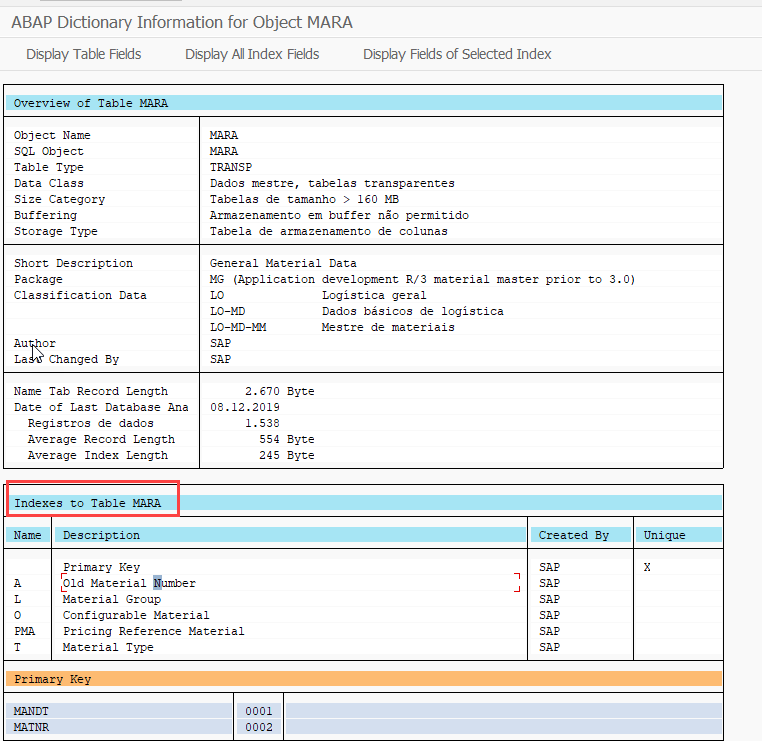 ABAP Dictionary Information for Object MARA
Display Table Fields Display All Index Fields Display Fields of Selected Index
Overview of Table MARA
Object Name MARA
SQL Object MARA
Table Type TRANSP
Data Class Dados mestre, tabelas transparentes
Size Category Tabelas de tamanho > 160 MB
Buffering Armazenamento em buffer não permitido
Storage Type Tabela de armazenamento de colunas
Short Description General Material Data
Package MG (Application development R/3 material master prior to 3.0)
Classification Data LO Logística geral
LO-MD Dados básicos de logística
LO-MD-MM Mestre de materiais
Author SAP
Last Changed By SAP
Name Tab Record Length 2.670 Byte
Date of Last Database Ana 08.12.2019
Registros de dados 1.538
Average Record Length 554 Byte
Average Index Length 245 Byte
Indexes to Table MARA
Name Description Created By Unique
Primary Key SAP X
A Old Material Number SAP
L Material Group SAP
O Configurable Material SAP
PMA Pricing Reference Material SAP
T Material Type SAP
Primary Key
MANDT 0001
MATNR 0002